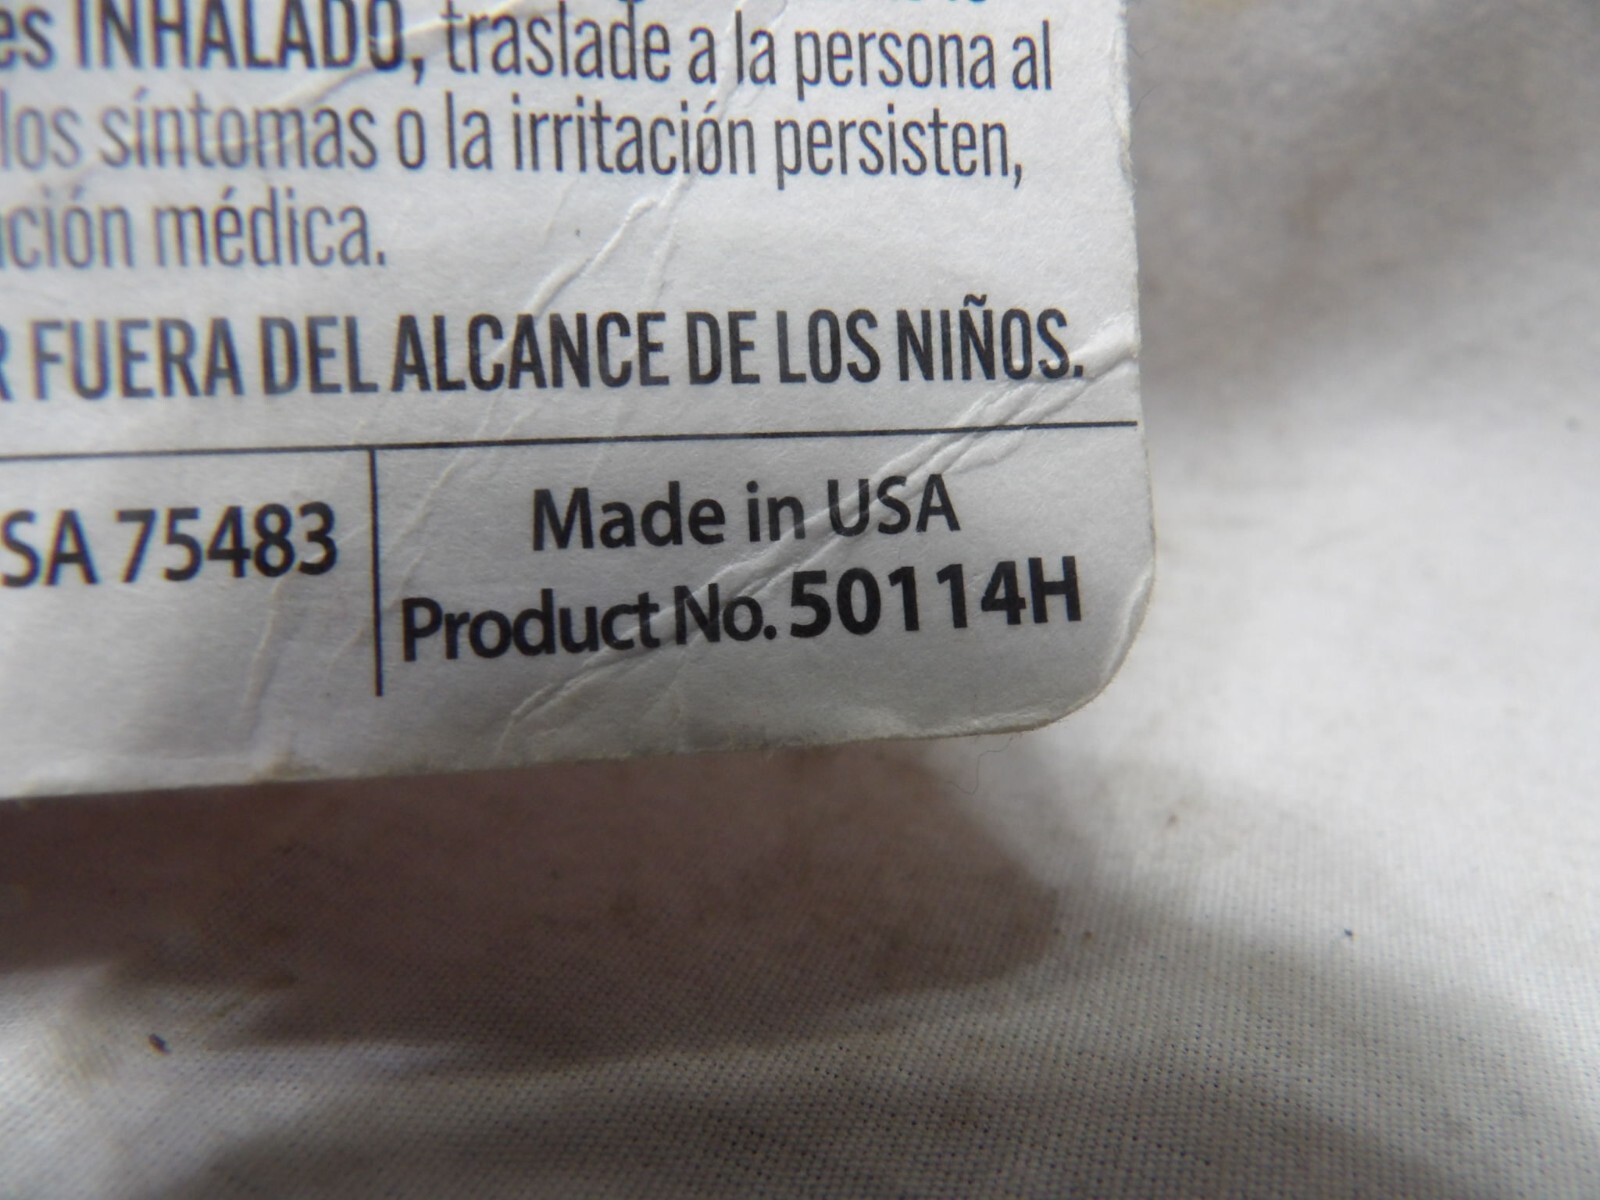 es INHALADO, traslade a la persona al
los síntomas o la irritación persisten,
ción médica.
R FUERA DEL ALCANCE DE LOS NIÑOS.
SA 75483
Made in USA
Product No. 50114H